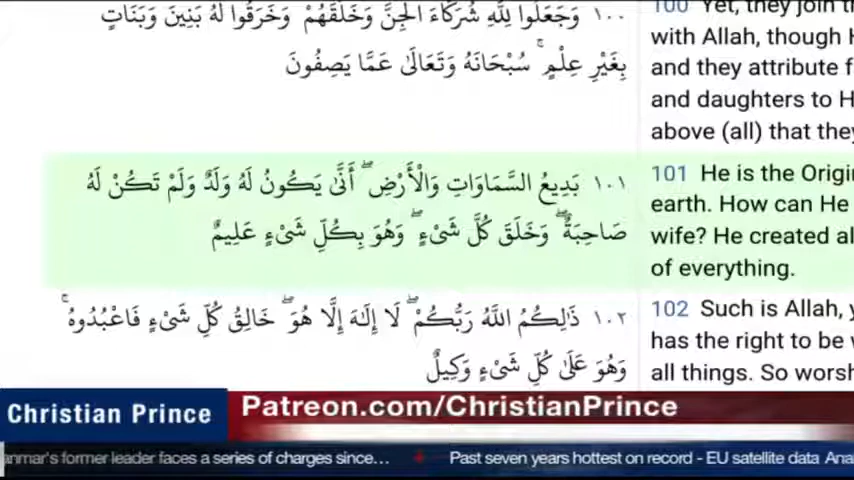 ١٠٠ وَجَعَلُوا لِلَّهِ شُرَكَاءَ الْجِنَّ وَخَلَقَهُمْ ۖ وَخَرَقُوا لَهُ بَنِينَ وَبَنَاتٍ
بِغَيْرِ عِلْمٍ ۚ سُبْحَانَهُ وَتَعَالَىٰ عَمَّا يَصِفُونَ
100 Yet, they join
with Allah, though
and they attribute
and daughters to
above (all) that they
١٠١ بَدِيعُ السَّمَاوَاتِ وَالْأَرْضِ ۖ أَنَّىٰ يَكُونُ لَهُ وَلَدٌ وَلَمْ تَكُنْ لَهُ
صَاحِبَةٌ ۖ وَخَلَقَ كُلَّ شَيْءٍ ۖ وَهُوَ بِكُلِّ شَيْءٍ عَلِيمٌ
101 He is the
earth. How can He
wife? He created
of everything.
١٠٢ ذَٰلِكُمُ اللَّهُ رَبُّكُمْ ۖ لَا إِلَٰهَ إِلَّا هُوَ ۖ خَالِقُ كُلِّ شَيْءٍ فَاعْبُدُوهُ ۚ
وَهُوَ عَلَىٰ كُلِّ شَيْءٍ وَكِيلٌ
102 Such is Allah,
has the right to be
all things. So
Christian Prince
Patreon.com/ChristianPrince
anmar's former leader faces a series of charges since...
Past seven years hottest on record - EU satellite data